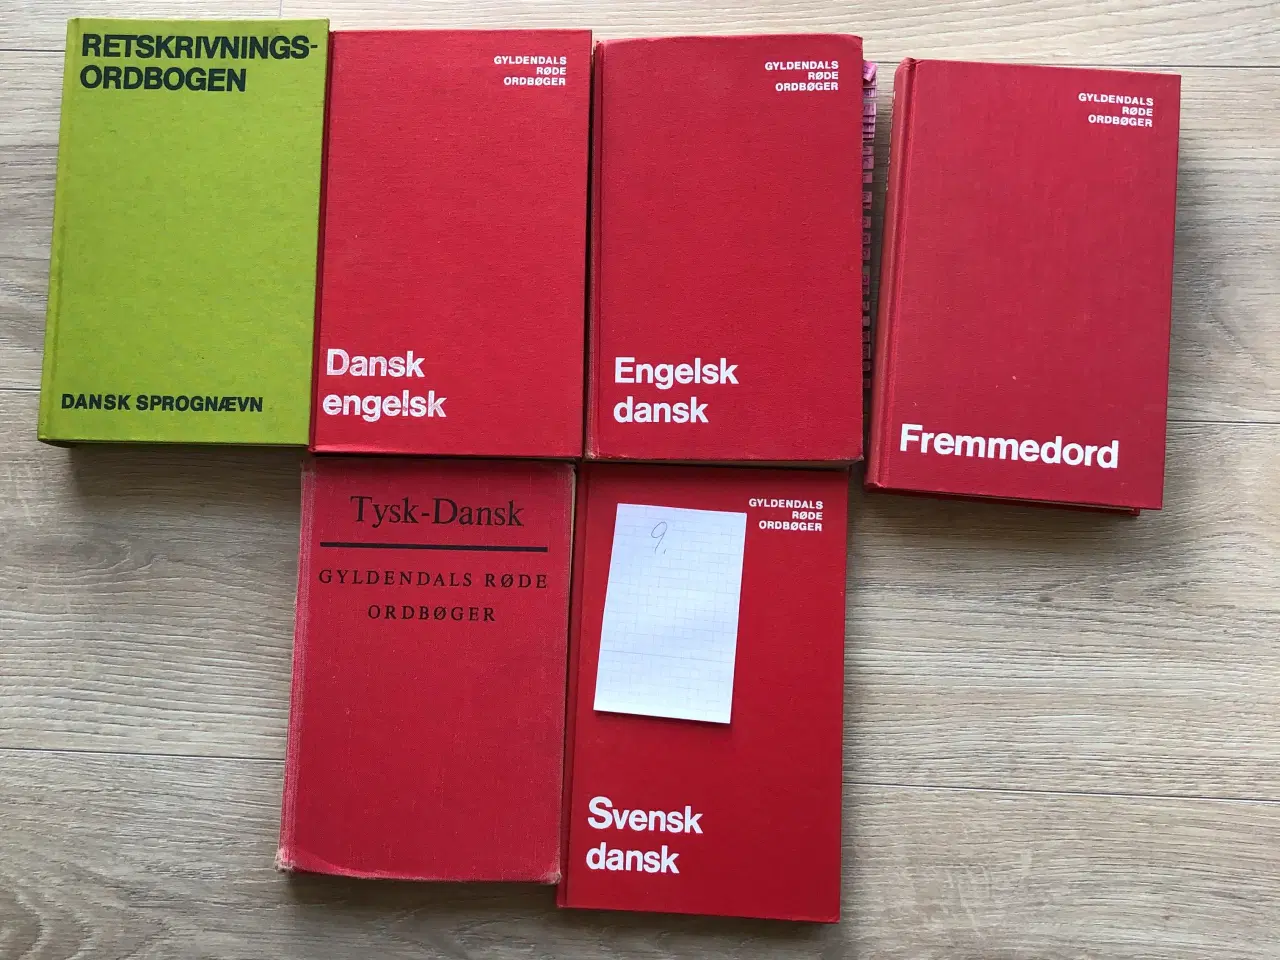 RETSKRIVNINGS-
ORDBOGEN
DANSK SPROGNÆVN
GYLDENDALS
RØDE
ORDBØGER
Dansk
engelsk
GYLDENDALS
RØDE
ORDBØGER
Engelsk
dansk
GYLDENDALS
RØDE
ORDBØGER
Fremmedord
Tysk-Dansk
GYLDENDALS RØDE
ORDBØGER
GYLDENDALS
RØDE
ORDBØGER
9.
Svensk
dansk